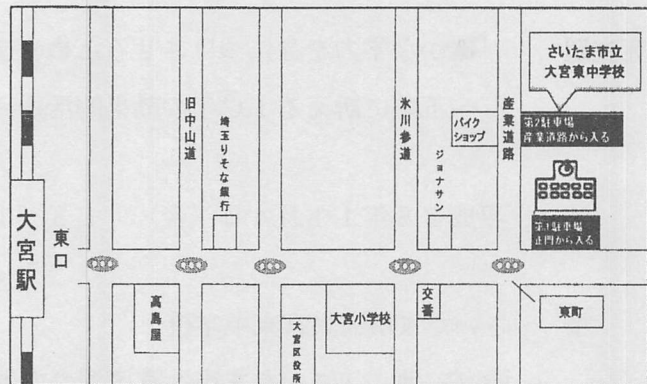 さいたま市立
大宮東中学校
旧中山道
埼玉りそな銀行
氷川参道
ジョナサン
バイク
ショップ
産業道路
第2駐車場
産業道路から入る
第1駐車場
正門から入る
大宮駅
東口
高島屋
大宮区役所
大宮小学校
交番
東町